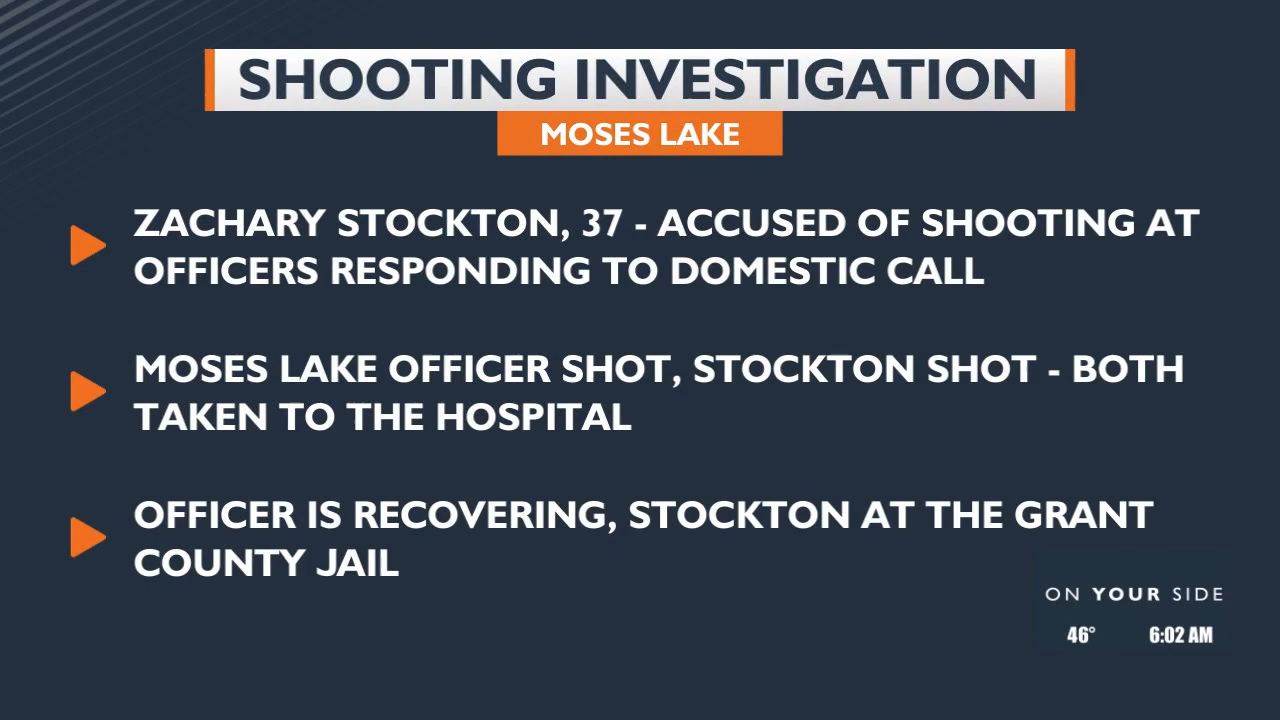 SHOOTING INVESTIGATION
MOSES LAKE
ZACHARY STOCKTON, 37 - ACCUSED OF SHOOTING AT
OFFICERS RESPONDING TO DOMESTIC CALL
MOSES LAKE OFFICER SHOT, STOCKTON SHOT - BOTH
TAKEN TO THE HOSPITAL
OFFICER IS RECOVERING, STOCKTON AT THE GRANT
COUNTY JAIL
ON YOUR SIDE
46° 6:02 AM